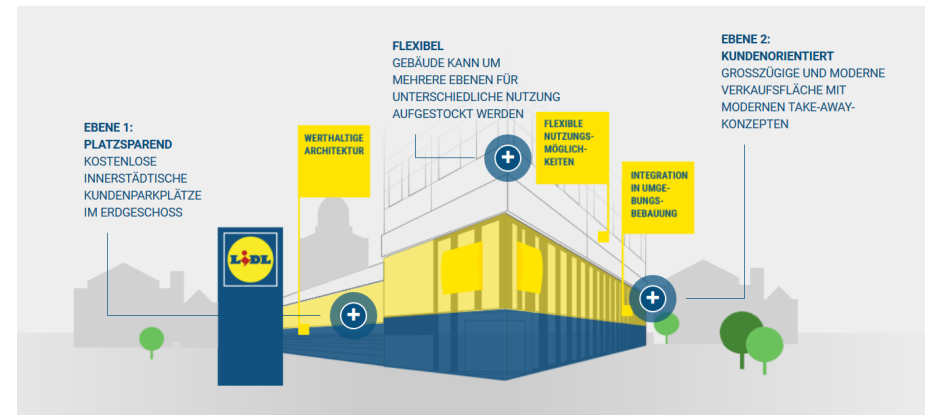 EBENE 1:
PLATZSPAREND
KOSTENLOSE
INNERSTÄDTISCHE
KUNDENPARKPLÄTZE
IM ERDGESCHOSS
LIDL
WERTHALTIGE
ARCHITEKTUR
FLEXIBEL
GEBÄUDE KANN UM
MEHRERE EBENEN FÜR
UNTERSCHIEDLICHE NUTZUNG
AUFGESTOCKT WERDEN
FLEXIBLE
NUTZUNGS-
MÖGLICH-
KEITEN
INTEGRATION
IN UMGE-
BUNGS-
BEBAUUNG
EBENE 2:
KUNDENORIENTIERT
GROSSZÜGIGE UND MODERNE
VERKAUFSFLÄCHE MIT
MODERNEN TAKE-AWAY-
KONZEPTEN